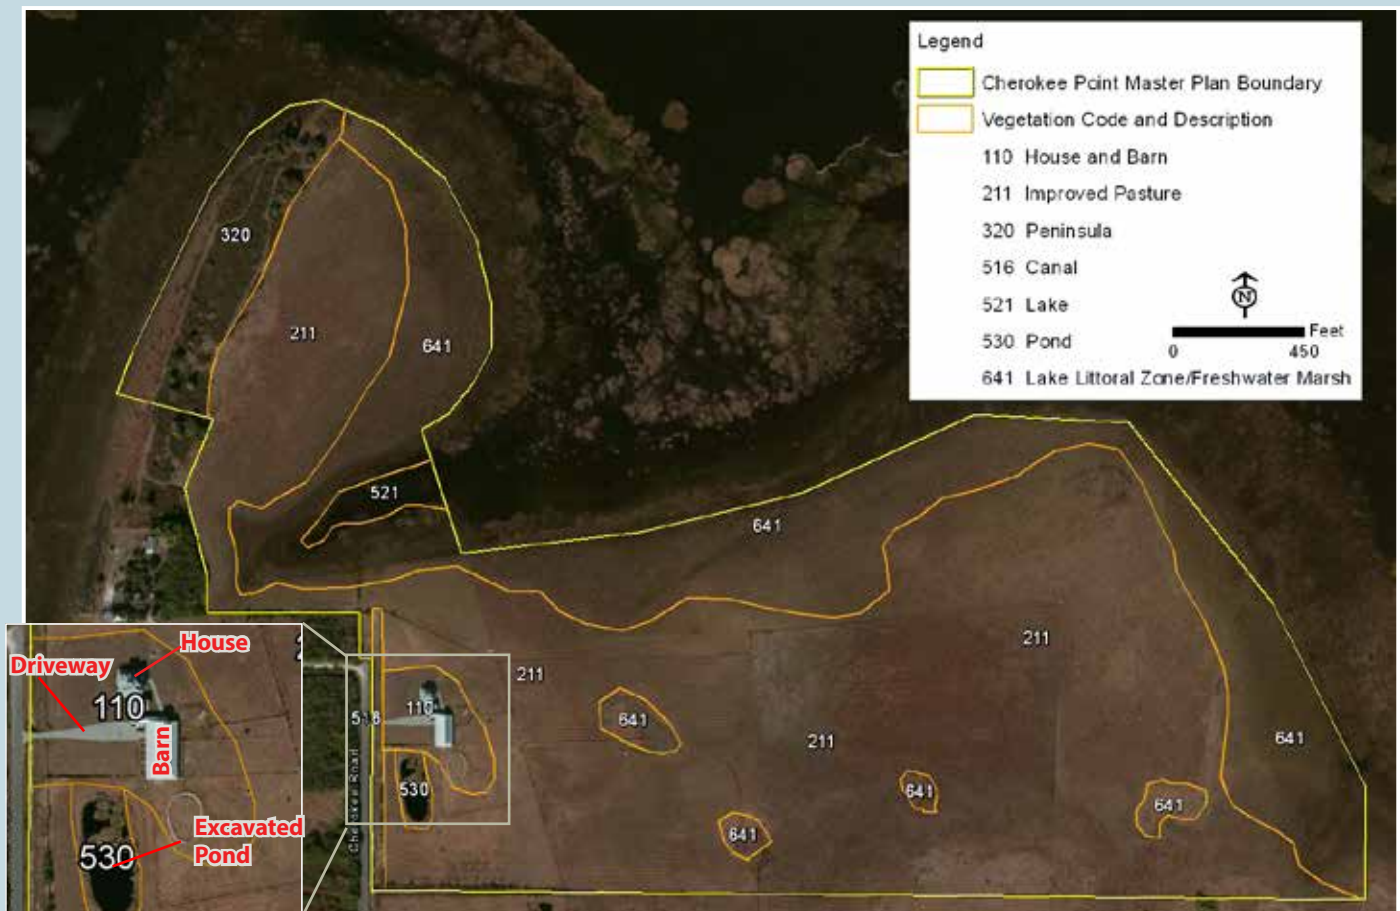 Legend
Cherokee Point Master Plan Boundary
Vegetation Code and Description
110 House and Barn
211 Improved Pasture
320 Peninsula
516 Canal
521 Lake
530 Pond
641 Lake Littoral Zone/Freshwater Marsh
N
Feet
0 450
320
211
641
521
641
211
211
211
641
641
641
641
641
516
110
530
Cherokee Road
House
Driveway
110
Barn
Excavated
Pond
530